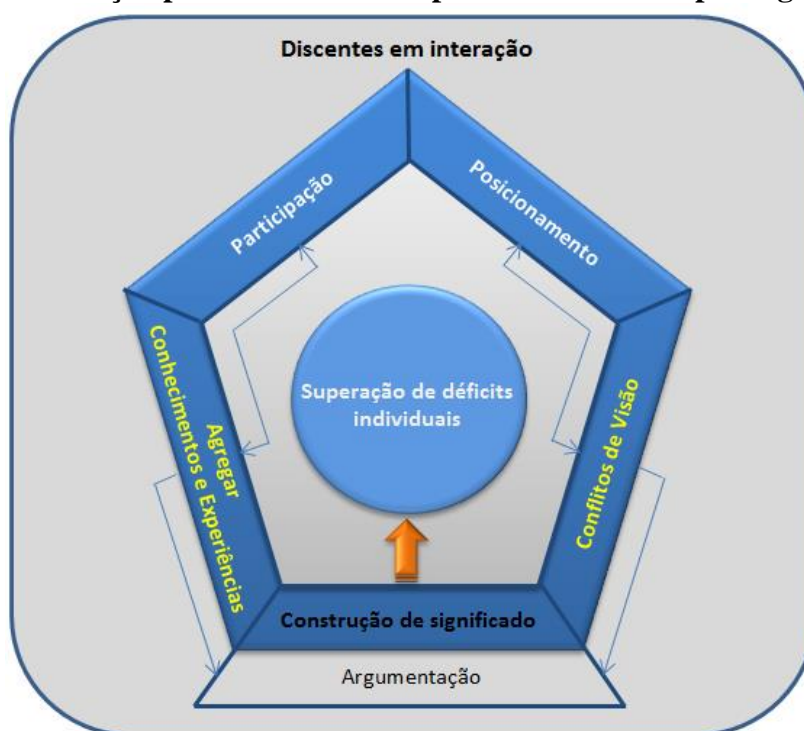 Discentes em interação
Participação
Posicionamento
Agregar
Conhecimentos e Experiências
Superação de déficits
individuais
Conflitos de Visão
Construção de significado
Argumentação